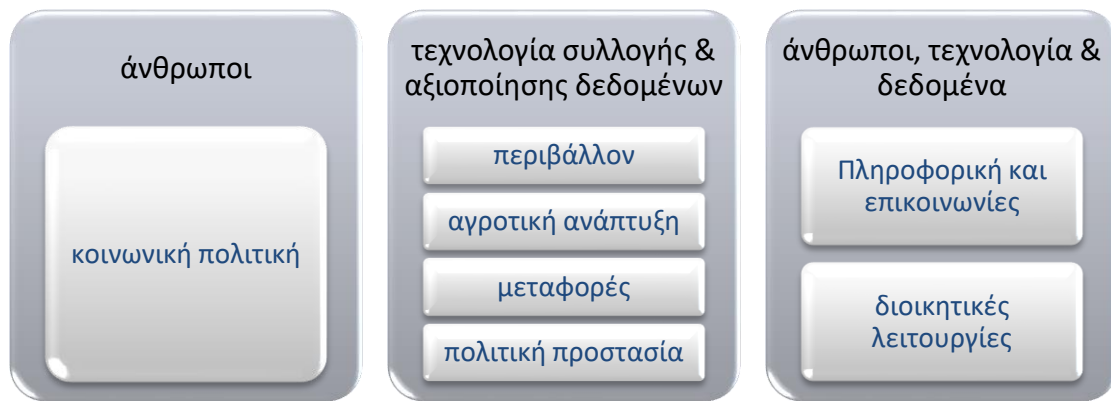 άνθρωποι
κοινωνική πολιτική
τεχνολογία συλλογής &
αξιοποίησης δεδομένων
περιβάλλον
αγροτική ανάπτυξη
μεταφορές
πολιτική προστασία
άνθρωποι, τεχνολογία &
δεδομένα
Πληροφορική και
επικοινωνίες
διοικητικές
λειτουργίες